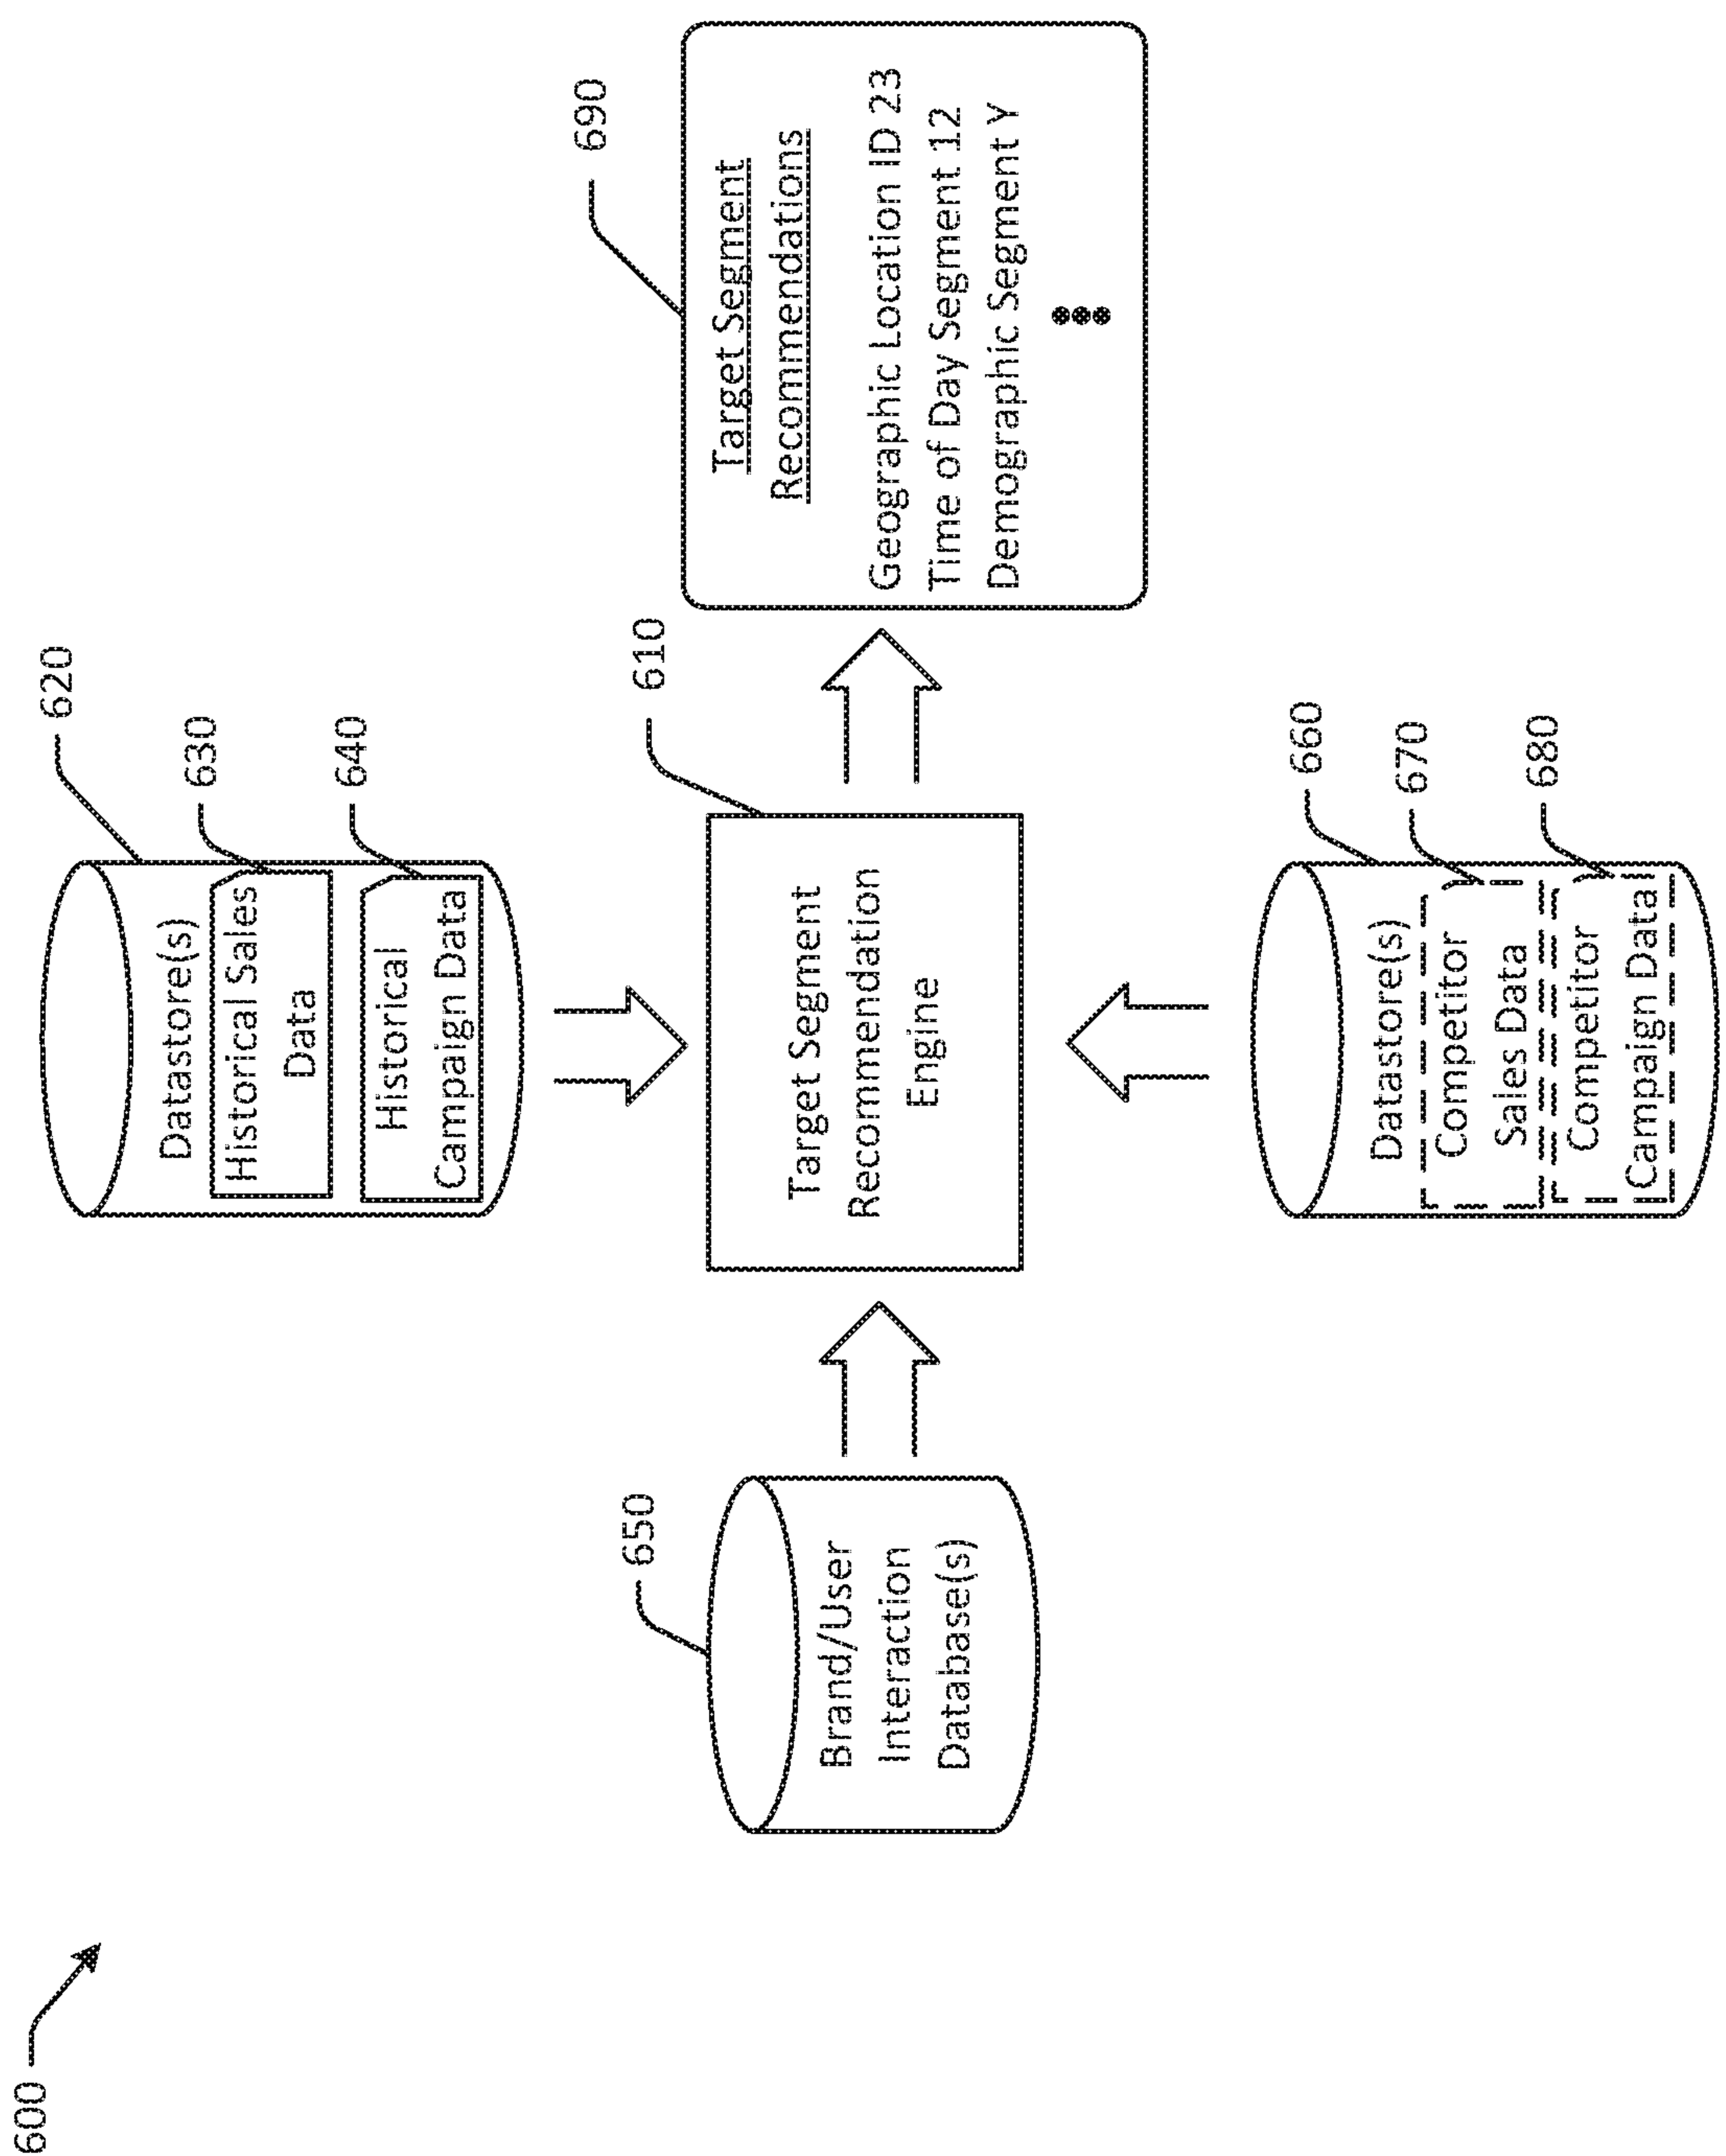 600
620
Datastore(s)
630
Historical Sales
Data
640
Historical
Campaign Data
650
Brand/User
Interaction
Database(s)
610
Target Segment
Recommendation
Engine
690
Target Segment
Recommendations
Geographic Location ID 23
Time of Day Segment 12
Demographic Segment Y
660
Datastore(s)
670
Competitor
Sales Data
680
Competitor
Campaign Data